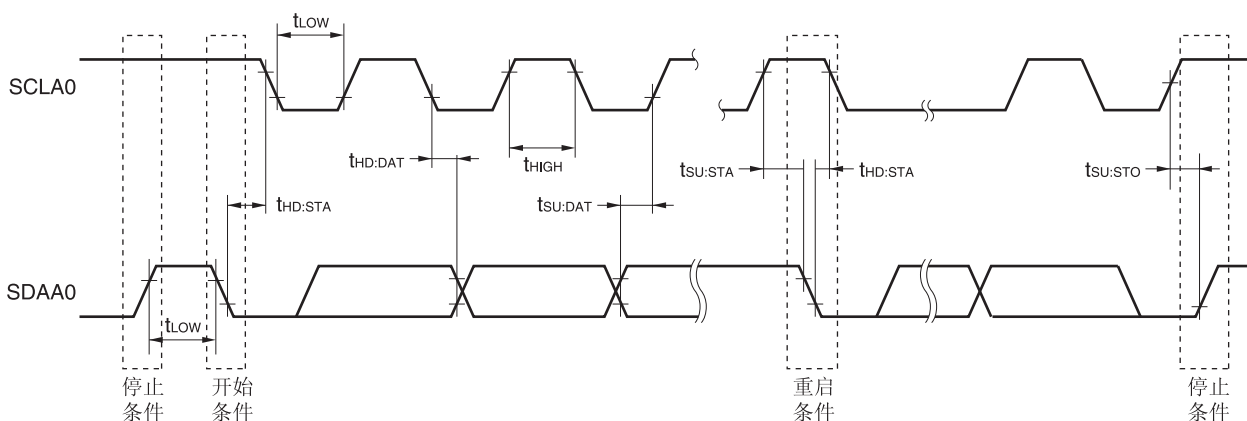 tLOW
SCLA0
tHD:DAT
tHIGH
tSU:STA
tHD:STA
tSU:STO
tHD:STA
tSU:DAT
SDAA0
tLOW
停止
条件
开始
条件
重启
条件
停止
条件